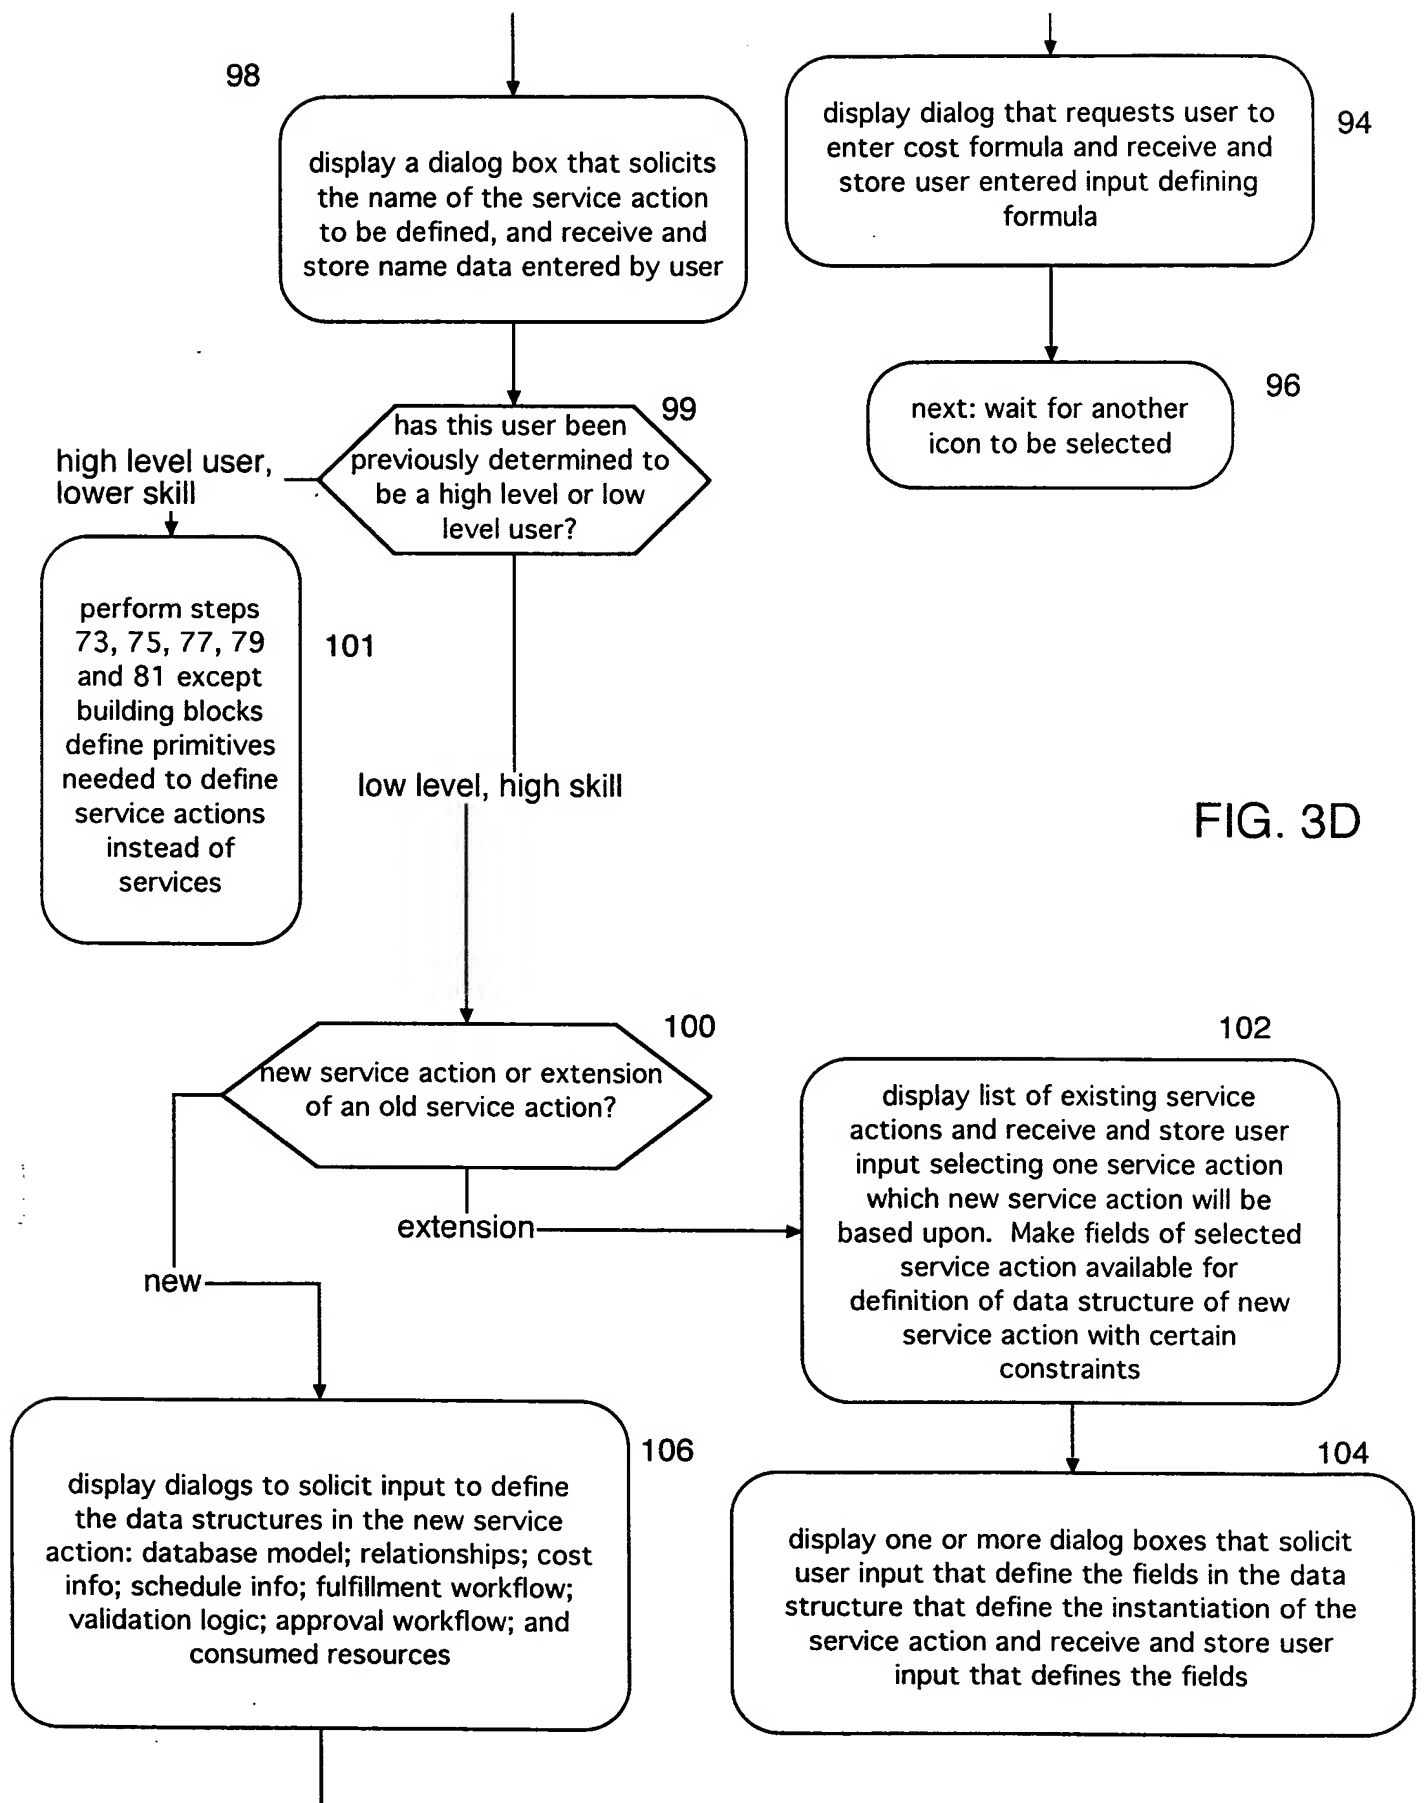 98
display a dialog box that solicits
the name of the service action
to be defined, and receive and
store name data entered by user
display dialog that requests user to
enter cost formula and receive and
store user entered input defining
formula
94
96
next: wait for another
icon to be selected
99
has this user been
previously determined to
be a high level or low
level user?
high level user,
lower skill
perform steps
73, 75, 77, 79
and 81 except
building blocks
define primitives
needed to define
service actions
instead of
services
101
low level, high skill
FIG. 3D
100
new service action or extension
of an old service action?
extension
new
102
display list of existing service
actions and receive and store user
input selecting one service action
which new service action will be
based upon. Make fields of selected
service action available for
definition of data structure of new
service action with certain
constraints
106
display dialogs to solicit input to define
the data structures in the new service
action: database model; relationships; cost
info; schedule info; fulfillment workflow;
validation logic; approval workflow; and
consumed resources
104
display one or more dialog boxes that solicit
user input that define the fields in the data
structure that define the instantiation of the
service action and receive and store user
input that defines the fields